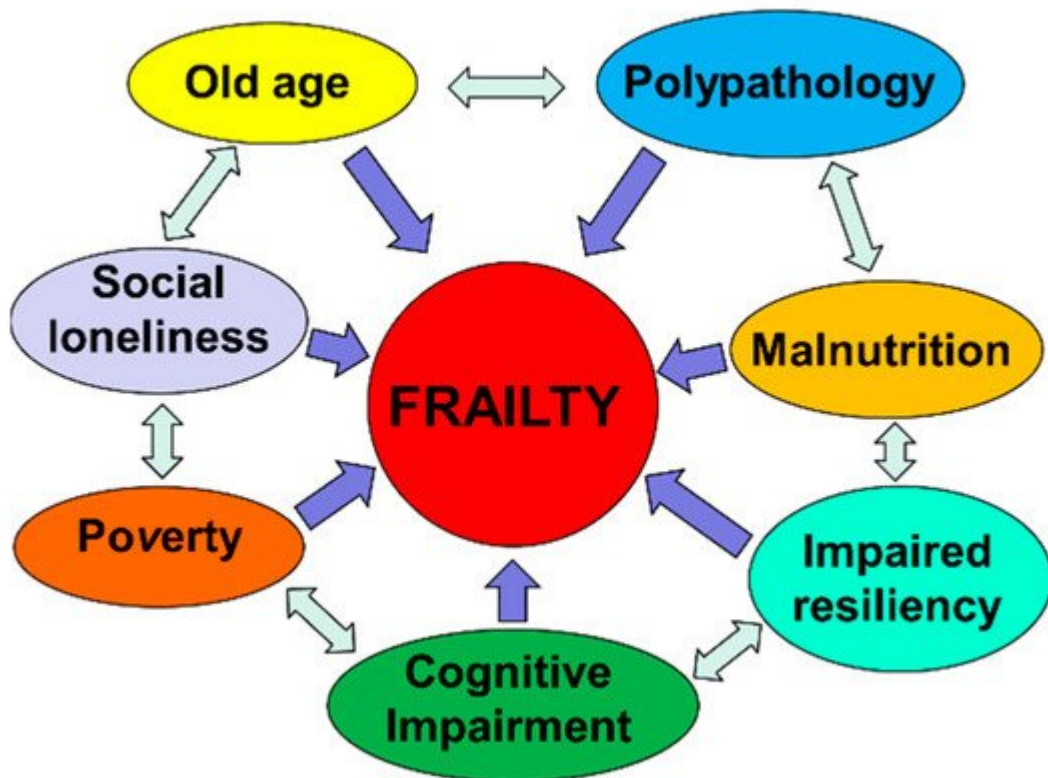 Old age
Polypathology
Social
loneliness
Malnutrition
FRAILTY
Poverty
Impaired
resiliency
Cognitive
Impairment